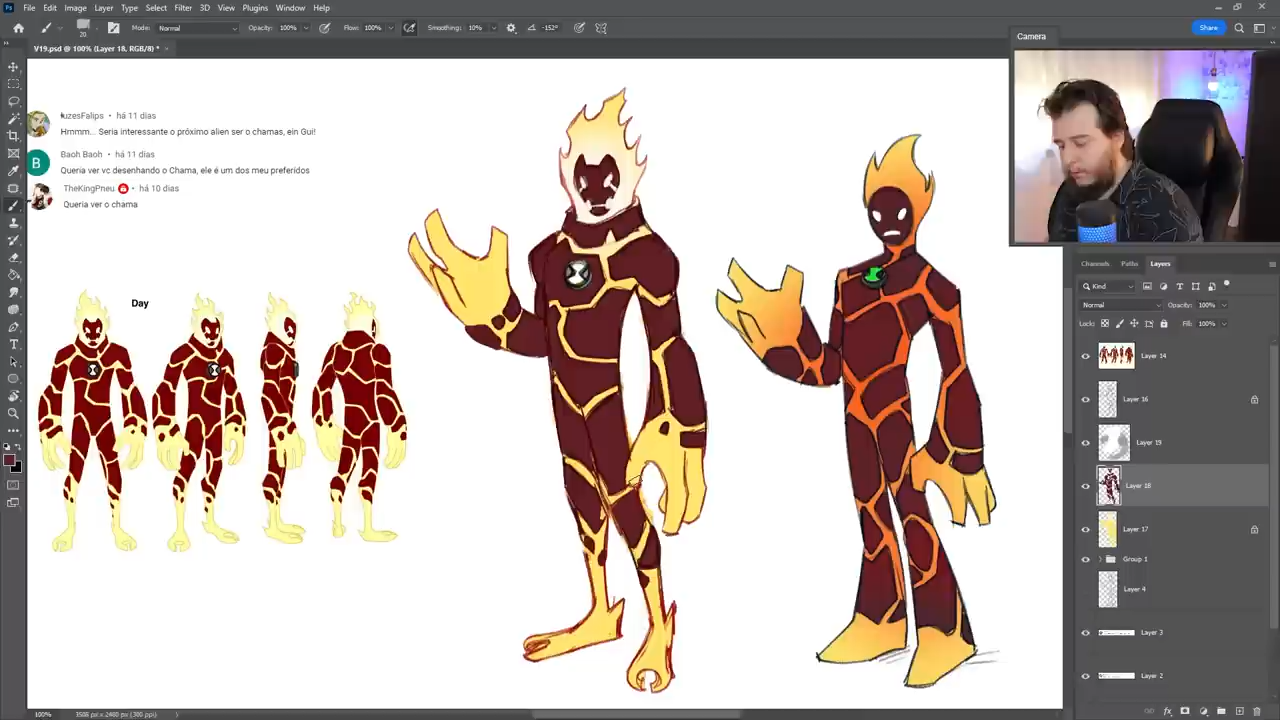 File Edit Image Layer Type Select Filter 3D View Plugins Window Help
20 Mode: Normal Opacity: 100% Flow: 100% Smoothing: 10% -152° Share
V19.psd @ 100% (Layer 18, RGB/8) * ×
Camera
uzesFalips • há 11 dias
Hmmm... Seria interessante o próximo alien ser o chamas, ein Gui!
B
Baoh Baoh • há 11 dias
Queria ver vc desenhando o Chama, ele é um dos meu preferidos
TheKingPneu • há 10 dias
Queria ver o chama
Day
Channels Paths Layers
Kind
Normal Opacity: 100%
Lock: Fill: 100%
Layer 14
Layer 16
Layer 19
Layer 18
Layer 17
Group 1
Layer 4
Layer 3
Layer 2
100%